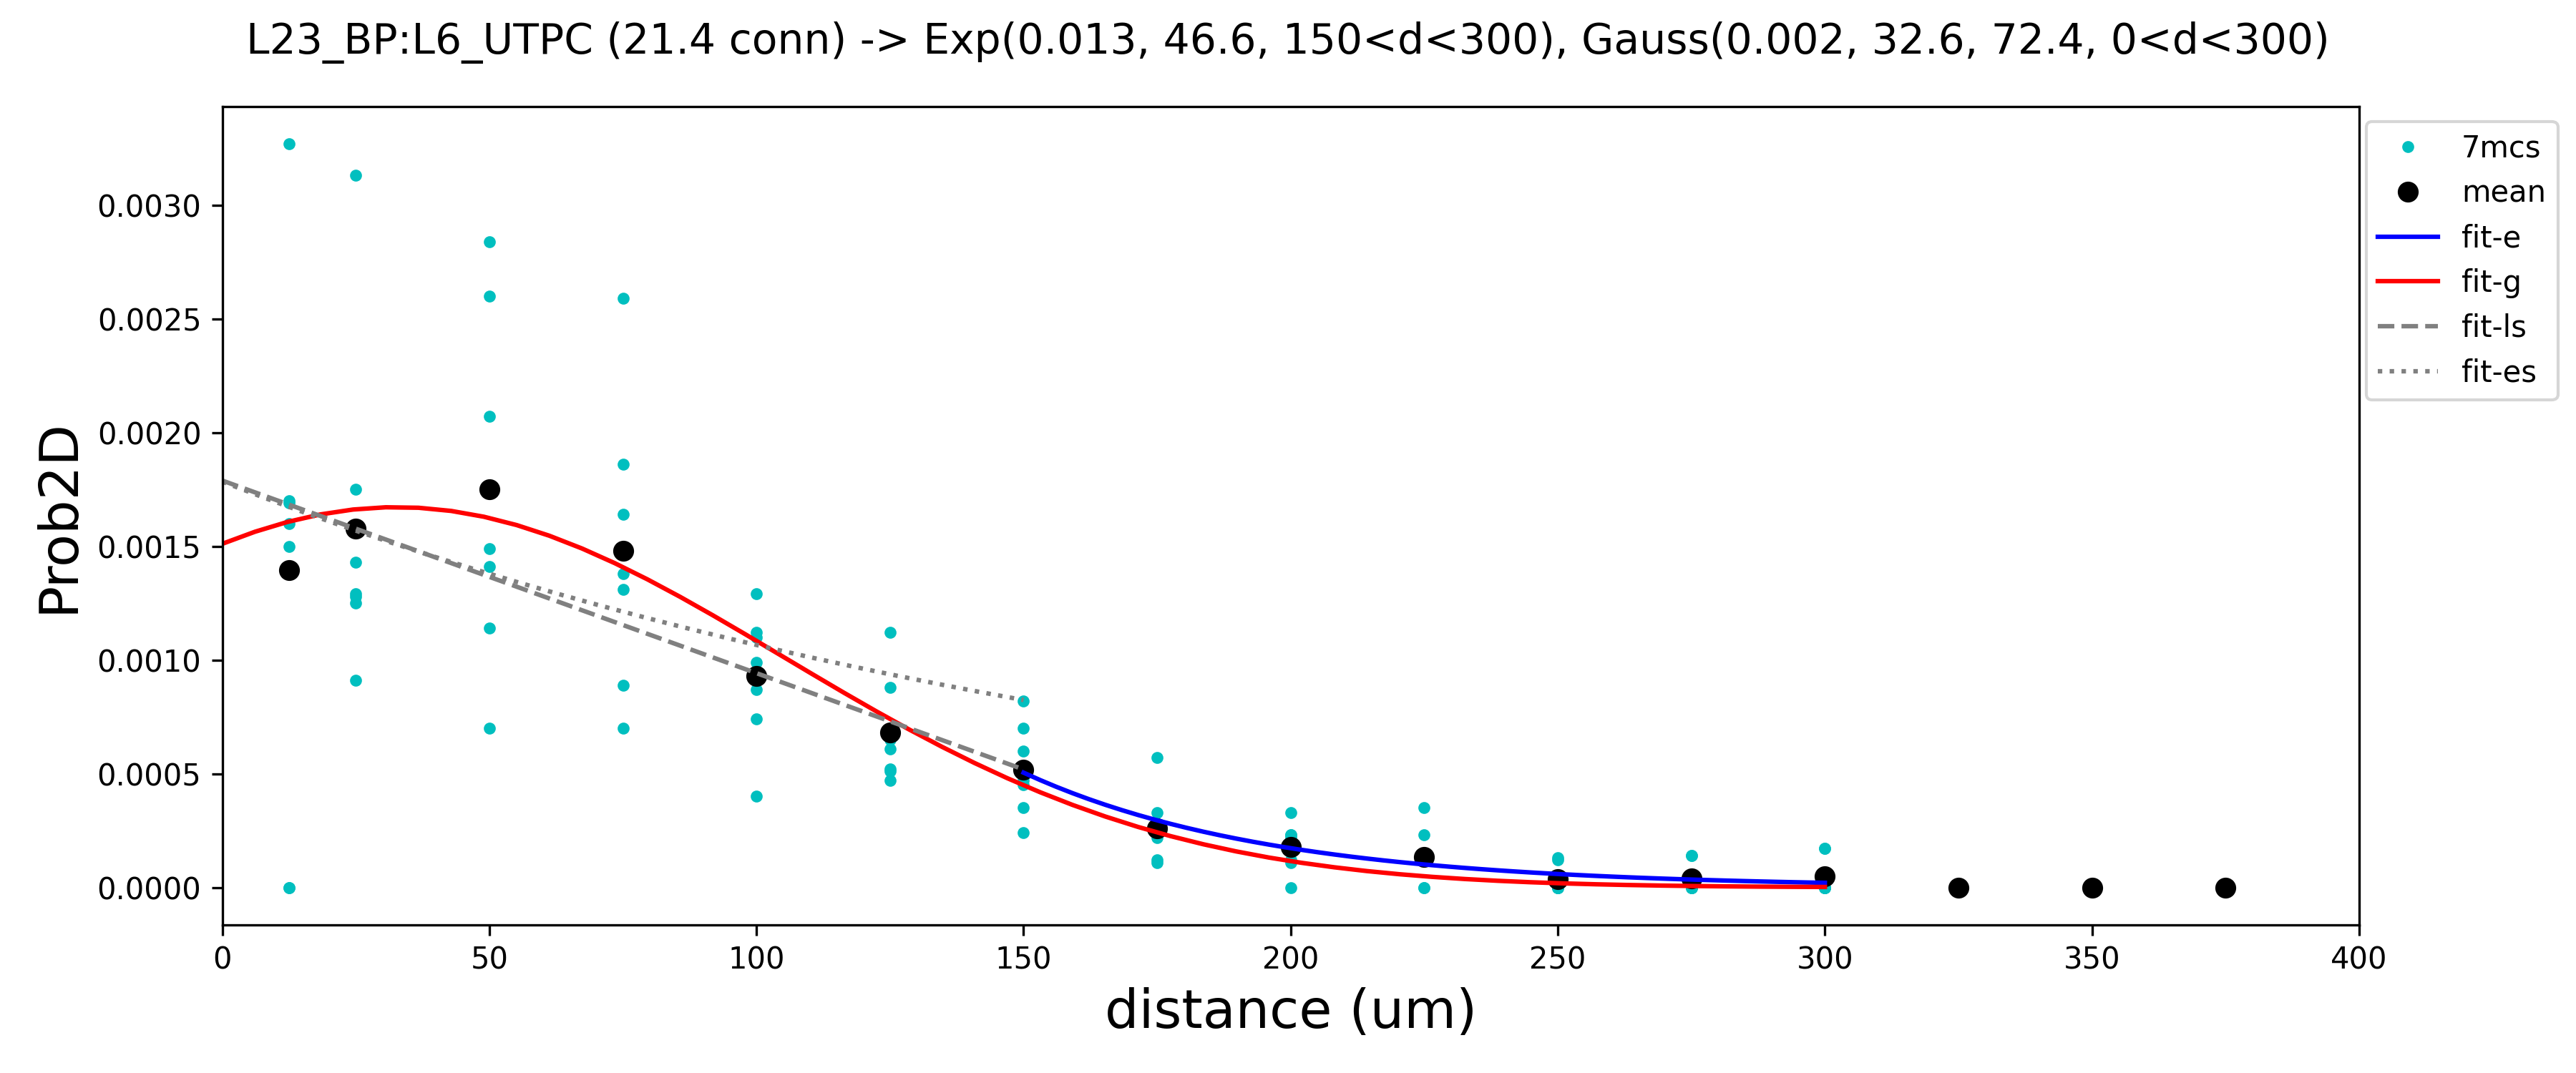 L23_BP:L6_UTPC (21.4 conn) -> Exp(0.013, 46.6, 150<d<300), Gauss(0.002, 32.6, 72.4, 0<d<300)
Prob2D
0.0030
0.0025
0.0020
0.0015
0.0010
0.0005
0.0000
0 50 100 150 200 250 300 350 400
distance (um)
7mcs
mean
fit-e
fit-g
fit-ls
fit-es